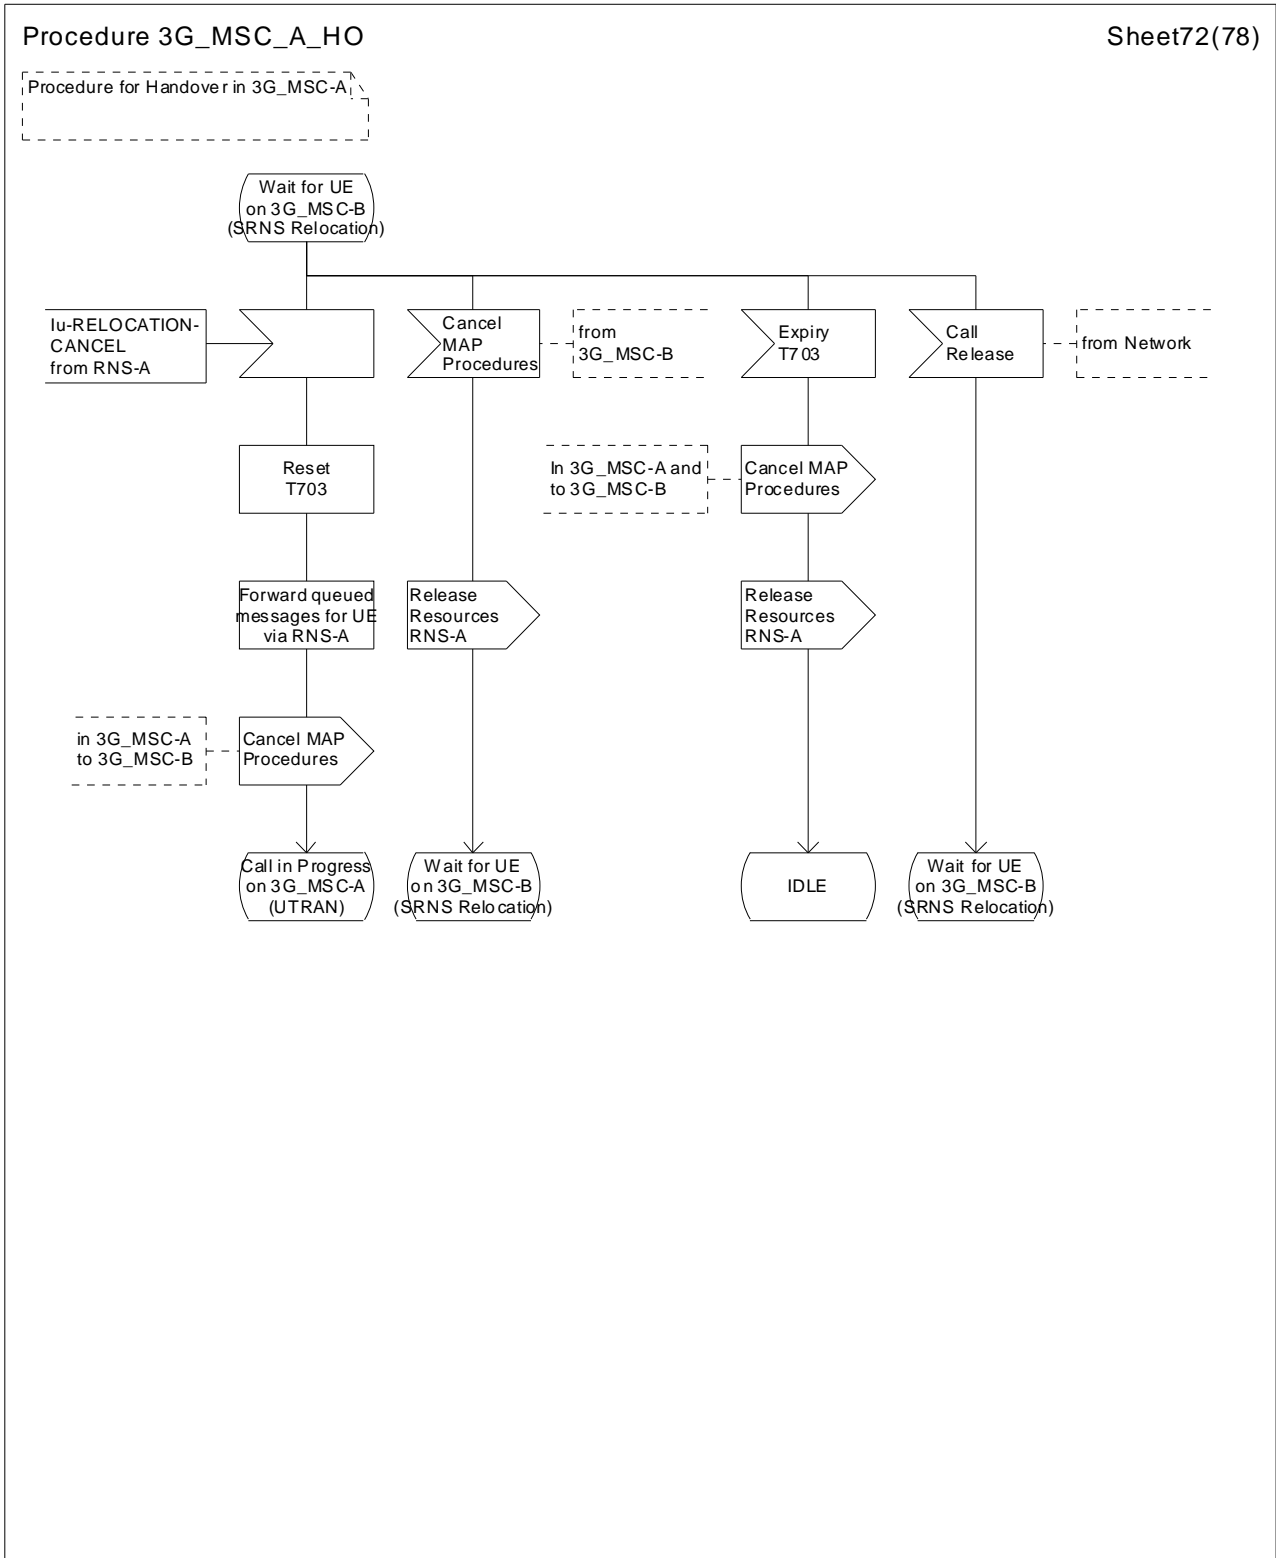 Procedure 3G_MSC_A_HO
Sheet72(78)
Procedure for Handover in 3G_MSC-A
Wait for UE
on 3G_MSC-B
(SRNS Relocation)
Iu-RELOCATION-
CANCEL
from RNS-A
Cancel
MAP
Procedures
from
3G_MSC-B
Expiry
T703
Call
Release
from Network
Reset
T703
In 3G_MSC-A and
to 3G_MSC-B
Cancel MAP
Procedures
Forward queued
messages for UE
via RNS-A
Release
Resources
RNS-A
Release
Resources
RNS-A
in 3G_MSC-A
to 3G_MSC-B
Cancel MAP
Procedures
Call in Progress
on 3G_MSC-A
(UTRAN)
Wait for UE
on 3G_MSC-B
(SRNS Relocation)
IDLE
Wait for UE
on 3G_MSC-B
(SRNS Relocation)